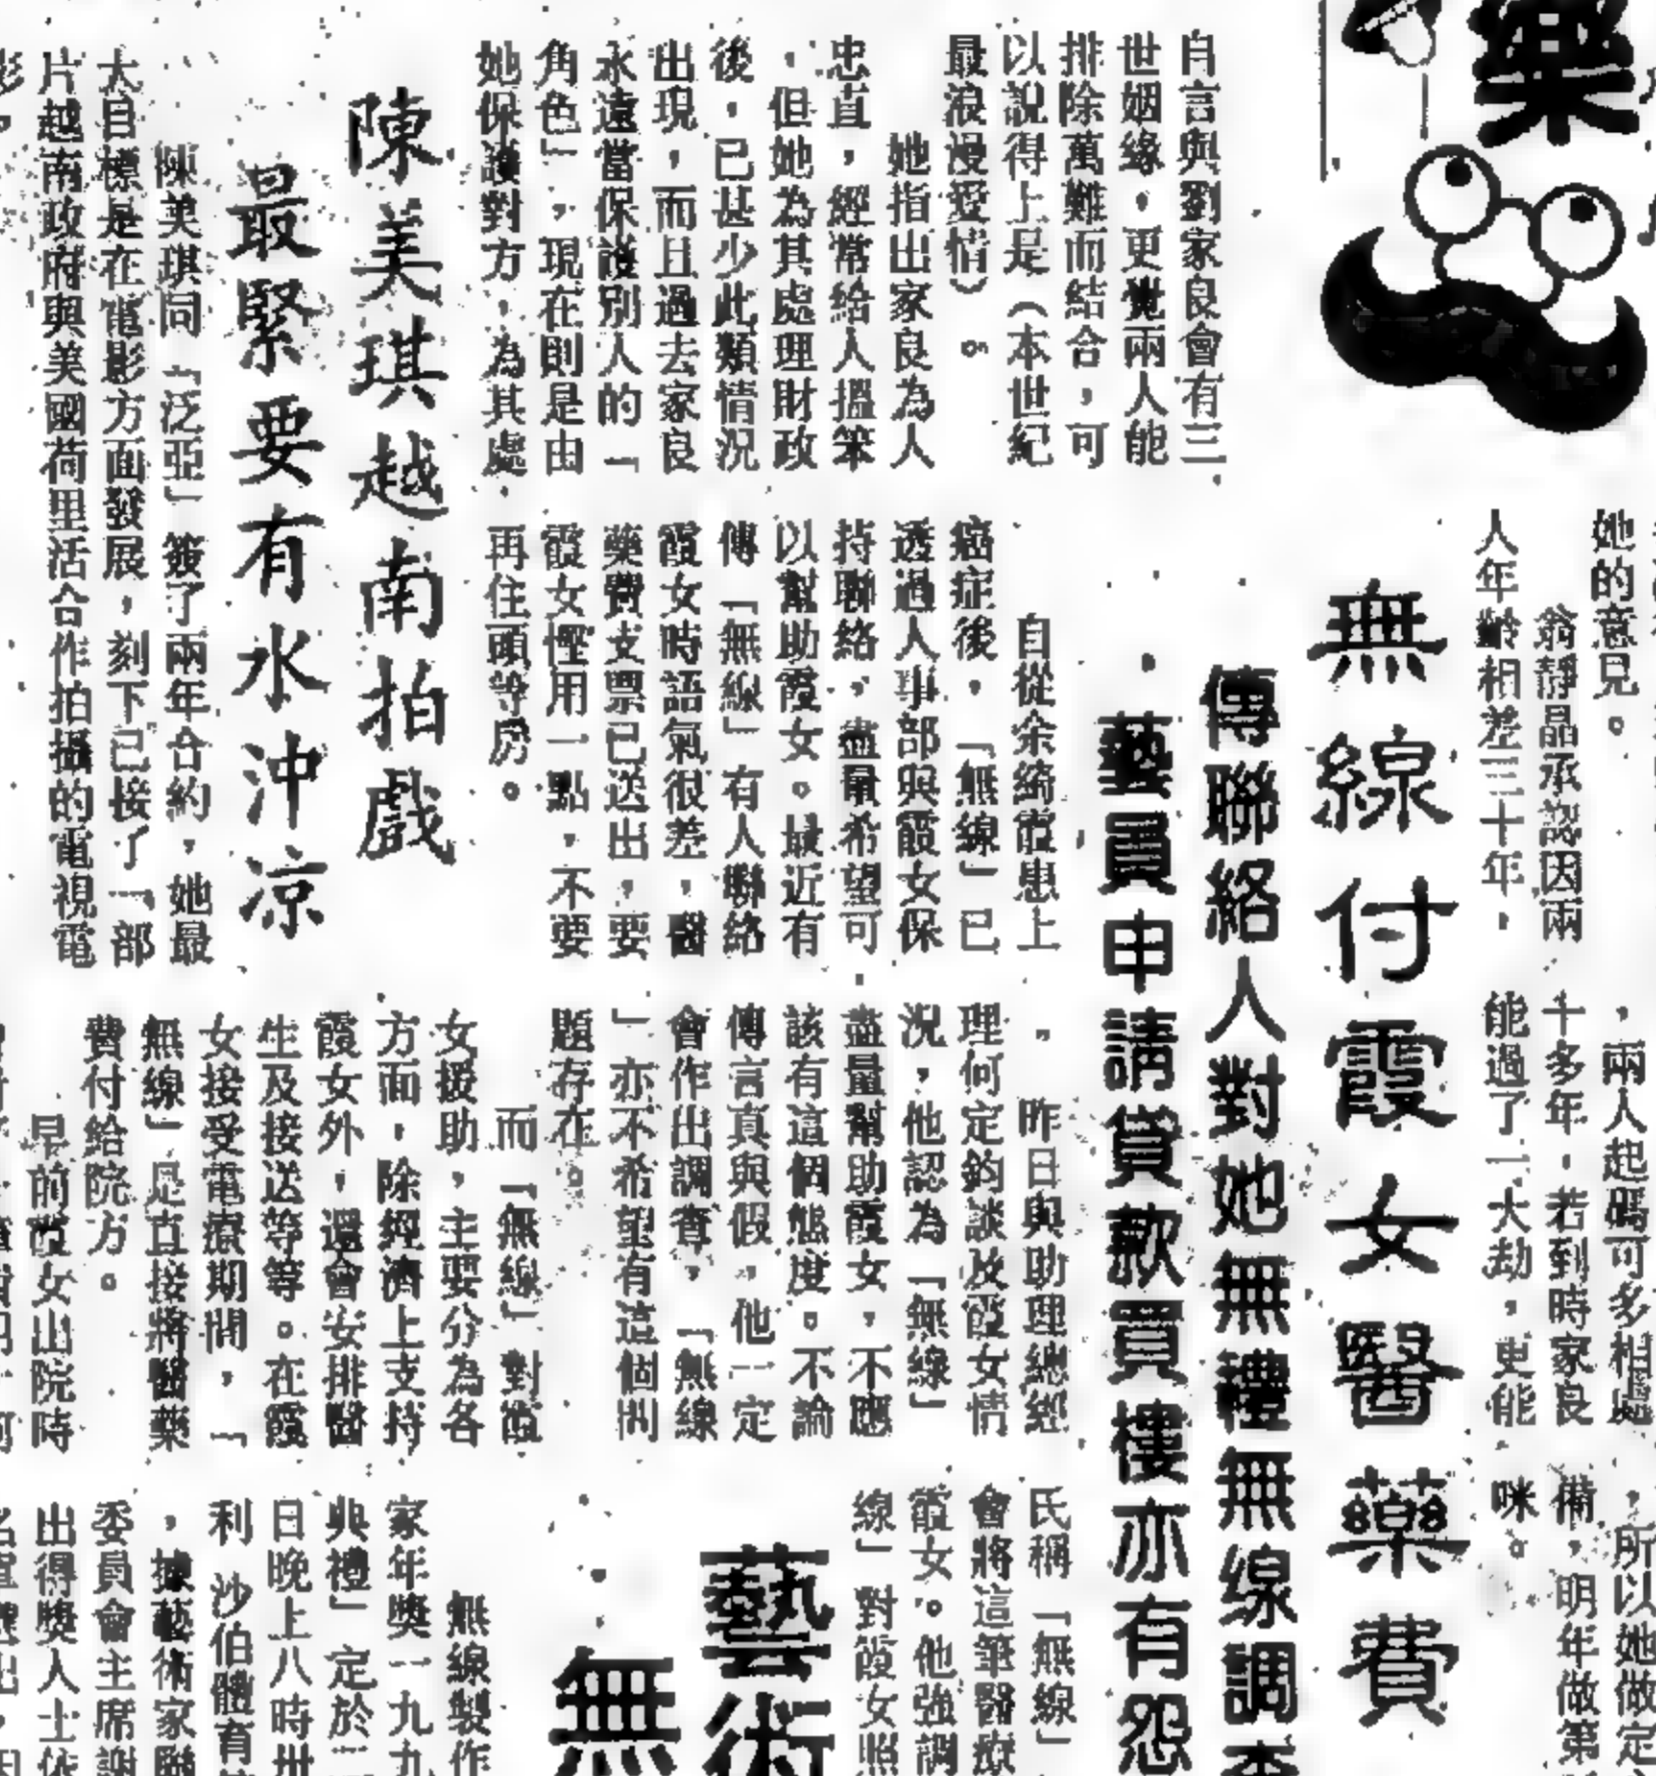 樂
她的意見。
翁靜晶承認因兩
人年齡相差三十年，
，兩人起碼可多相處
十多年，若到時家良
能過了一大劫，更能
，所以她做定
備，明年做第
咪。
自言與劉家良會有三
世姻緣，更覺兩人能
排除萬難而結合，可
以說得上是（本世紀
最浪漫愛情）。
她指出家良為人
忠直，經常給人搵笨
，但她為其處理財政
後，已甚少此類情況
出現，而且過去家良
永遠當保護別人的「
角色」，現在則是由
她保護對方，為其處
無線付霞女醫藥費
傳聯絡人對她無禮無線調查
藝員申請貸款買樓亦有怨
自從余綺霞患上
癌症後，「無線」已
透過人事部與霞女保
持聯絡，盡量希望可
以幫助霞女。最近有
傳「無線」有人聯絡
霞女時語氣很差，醫
藥費支票已送出，要
霞女慳用一點，不要
再住頭等房。
昨日與助理總經
理何定鈞談及霞女情
況，他認為「無線」
盡量幫助霞女，不應
該有這個態度。不論
傳言真與假，他一定
會作出調查，「無線
」亦不希望有這個問
題存在。
而「無線」對霞
女援助，主要分為各
方面，除經濟上支持
霞女外，還會安排醫
生及接送等等。在霞
女接受電療期間，「
無線」是直接將醫藥
費付給院方。
早前霞女出院時
氏稱「無線」
會將這筆醫療
霞女。他強調
線」對霞女照
陳美琪越南拍戲
最緊要有水沖涼
陳美琪同「泛亞」簽了兩年合約，她最
大目標是在電影方面發展，刻下已接了一部
片越南政府與美國荷里活合作拍攝的電視電
影，
藝術
無
無線製作
家年獎一九九
典禮」定於二
日晚上八時卅
利 沙伯體育
，據藝術家聯
委員會主席謝
出得獎人士依